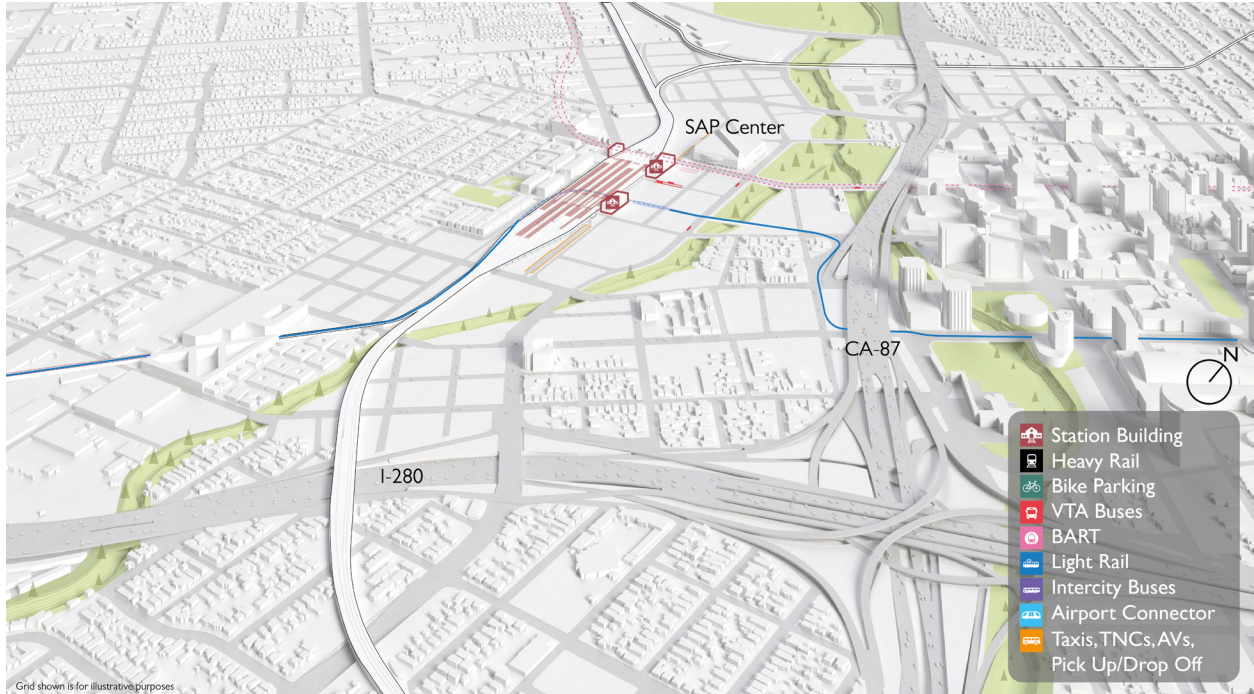 SAP Center
CA-87
N
I-280
Station Building
Heavy Rail
Bike Parking
VTA Buses
BART
Light Rail
Intercity Buses
Airport Connector
Taxis, TNCs, AVs,
Pick Up/Drop Off
Grid shown is for illustrative purposes